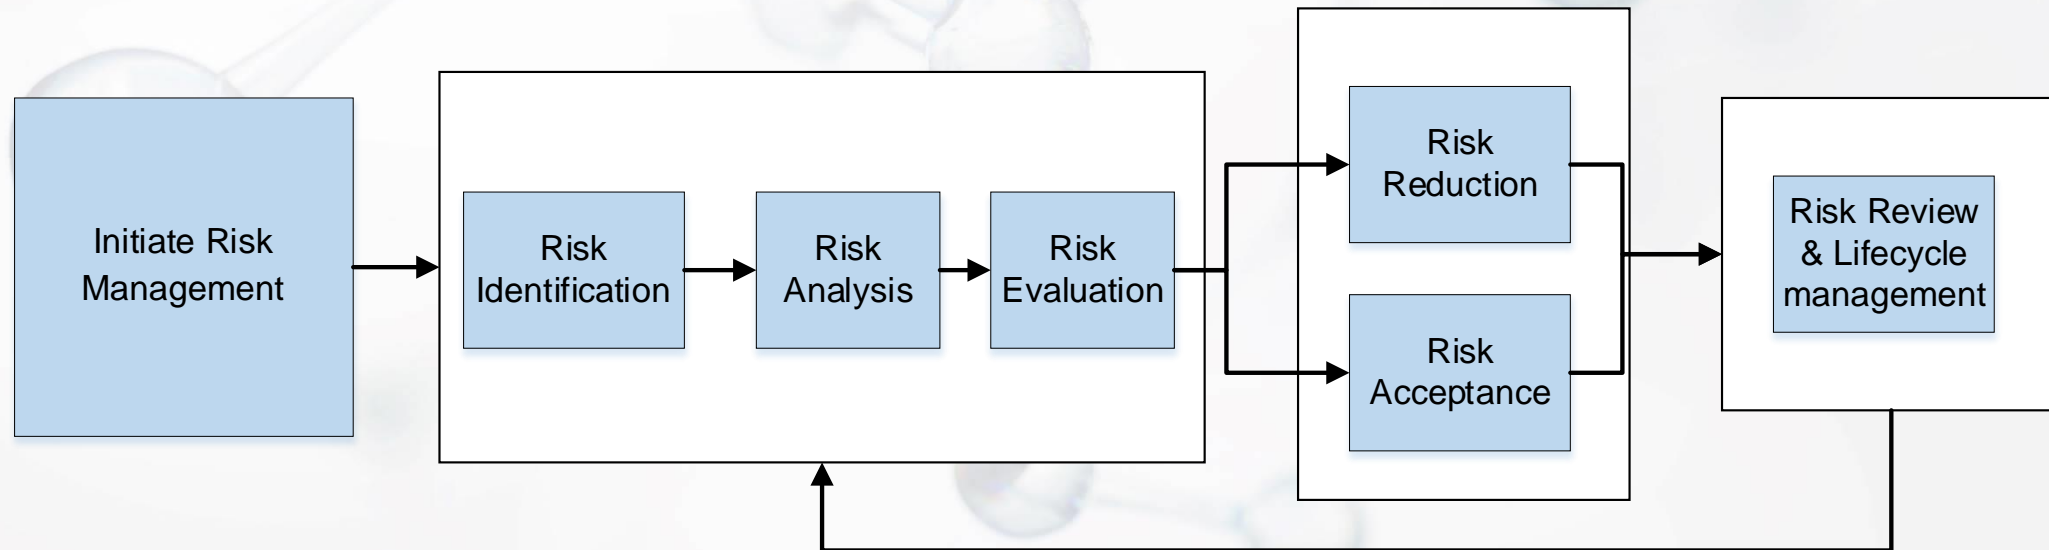 Initiate Risk
Management
Risk
Identification
Risk
Analysis
Risk
Evaluation
Risk
Reduction
Risk
Acceptance
Risk Review
& Lifecycle
management